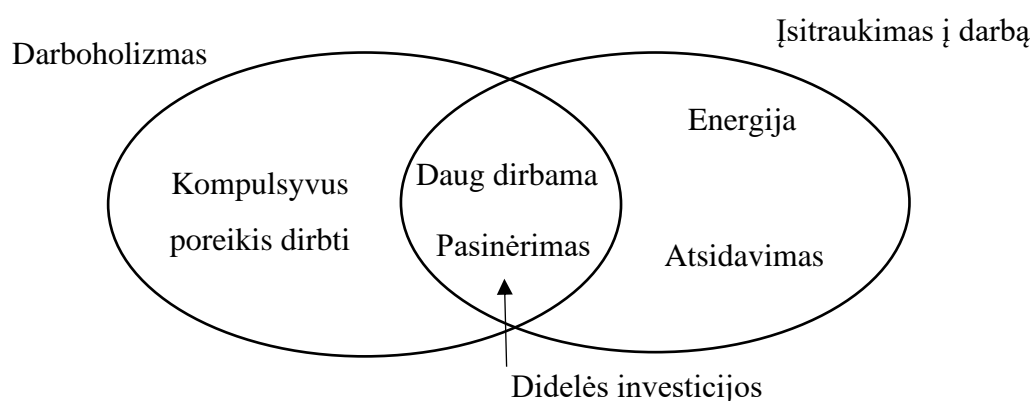 Darboholizmas
Įsitraukimas į darbą
Kompulsyvus
poreikis dirbti
Daug dirbama
Pasinėrimas
Energija
Atsidavimas
Didelės investicijos